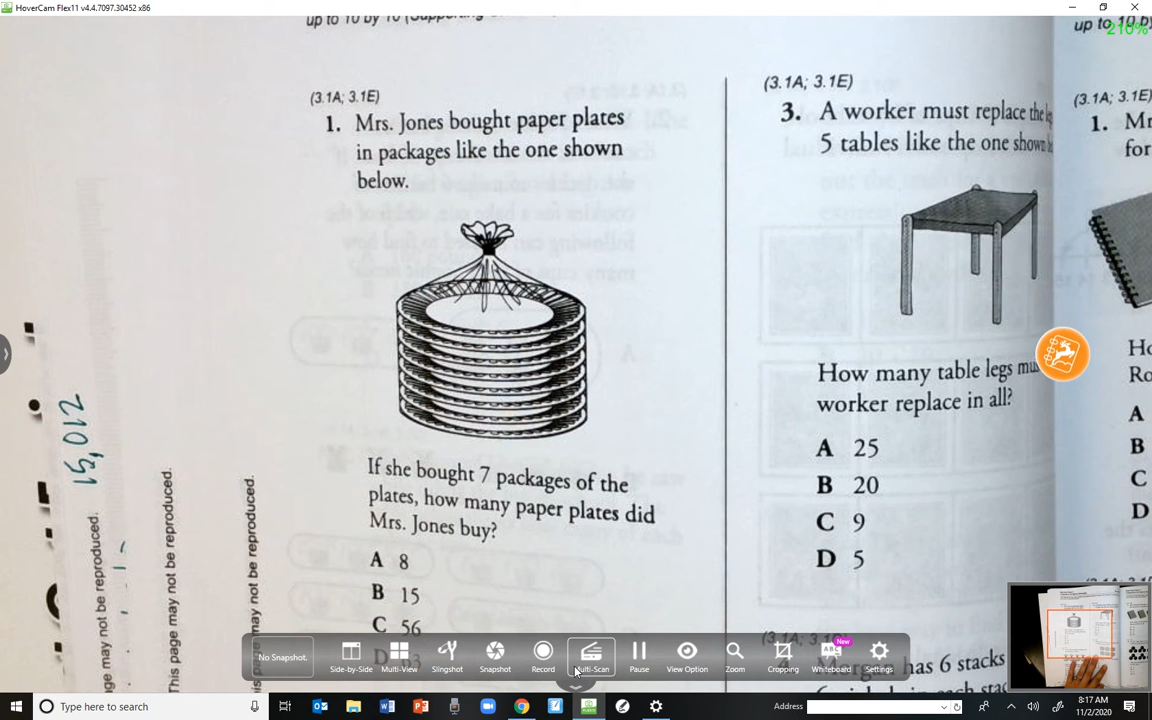 HoverCam Flex11 v4.4.7097.30452 x86
210%
(3.1A; 3.1E)
1. Mrs. Jones bought paper plates
in packages like the one shown
below.
If she bought 7 packages of the
plates, how many paper plates did
Mrs. Jones buy?
A 8
B 15
C 56
(3.1A; 3.1E)
3. A worker must replace the
5 tables like the one shown
How many table legs
worker replace in all?
A 25
B 20
C 9
D 5
has 6 stacks
up to 10 by
(3.1A; 3.1E)
1.
for
A
B
C
D
15,012
may not be reproduced.
This page may not be reproduced.
may not be reproduced.
No Snapshot.
Side-by-Side
Multi-View
Slingshot
Snapshot
Record
Multi-Scan
Pause
View Option
Zoom
Cropping
New
ABC
Whiteboard
Settings
Type here to search
Address
8:17 AM
11/2/2020